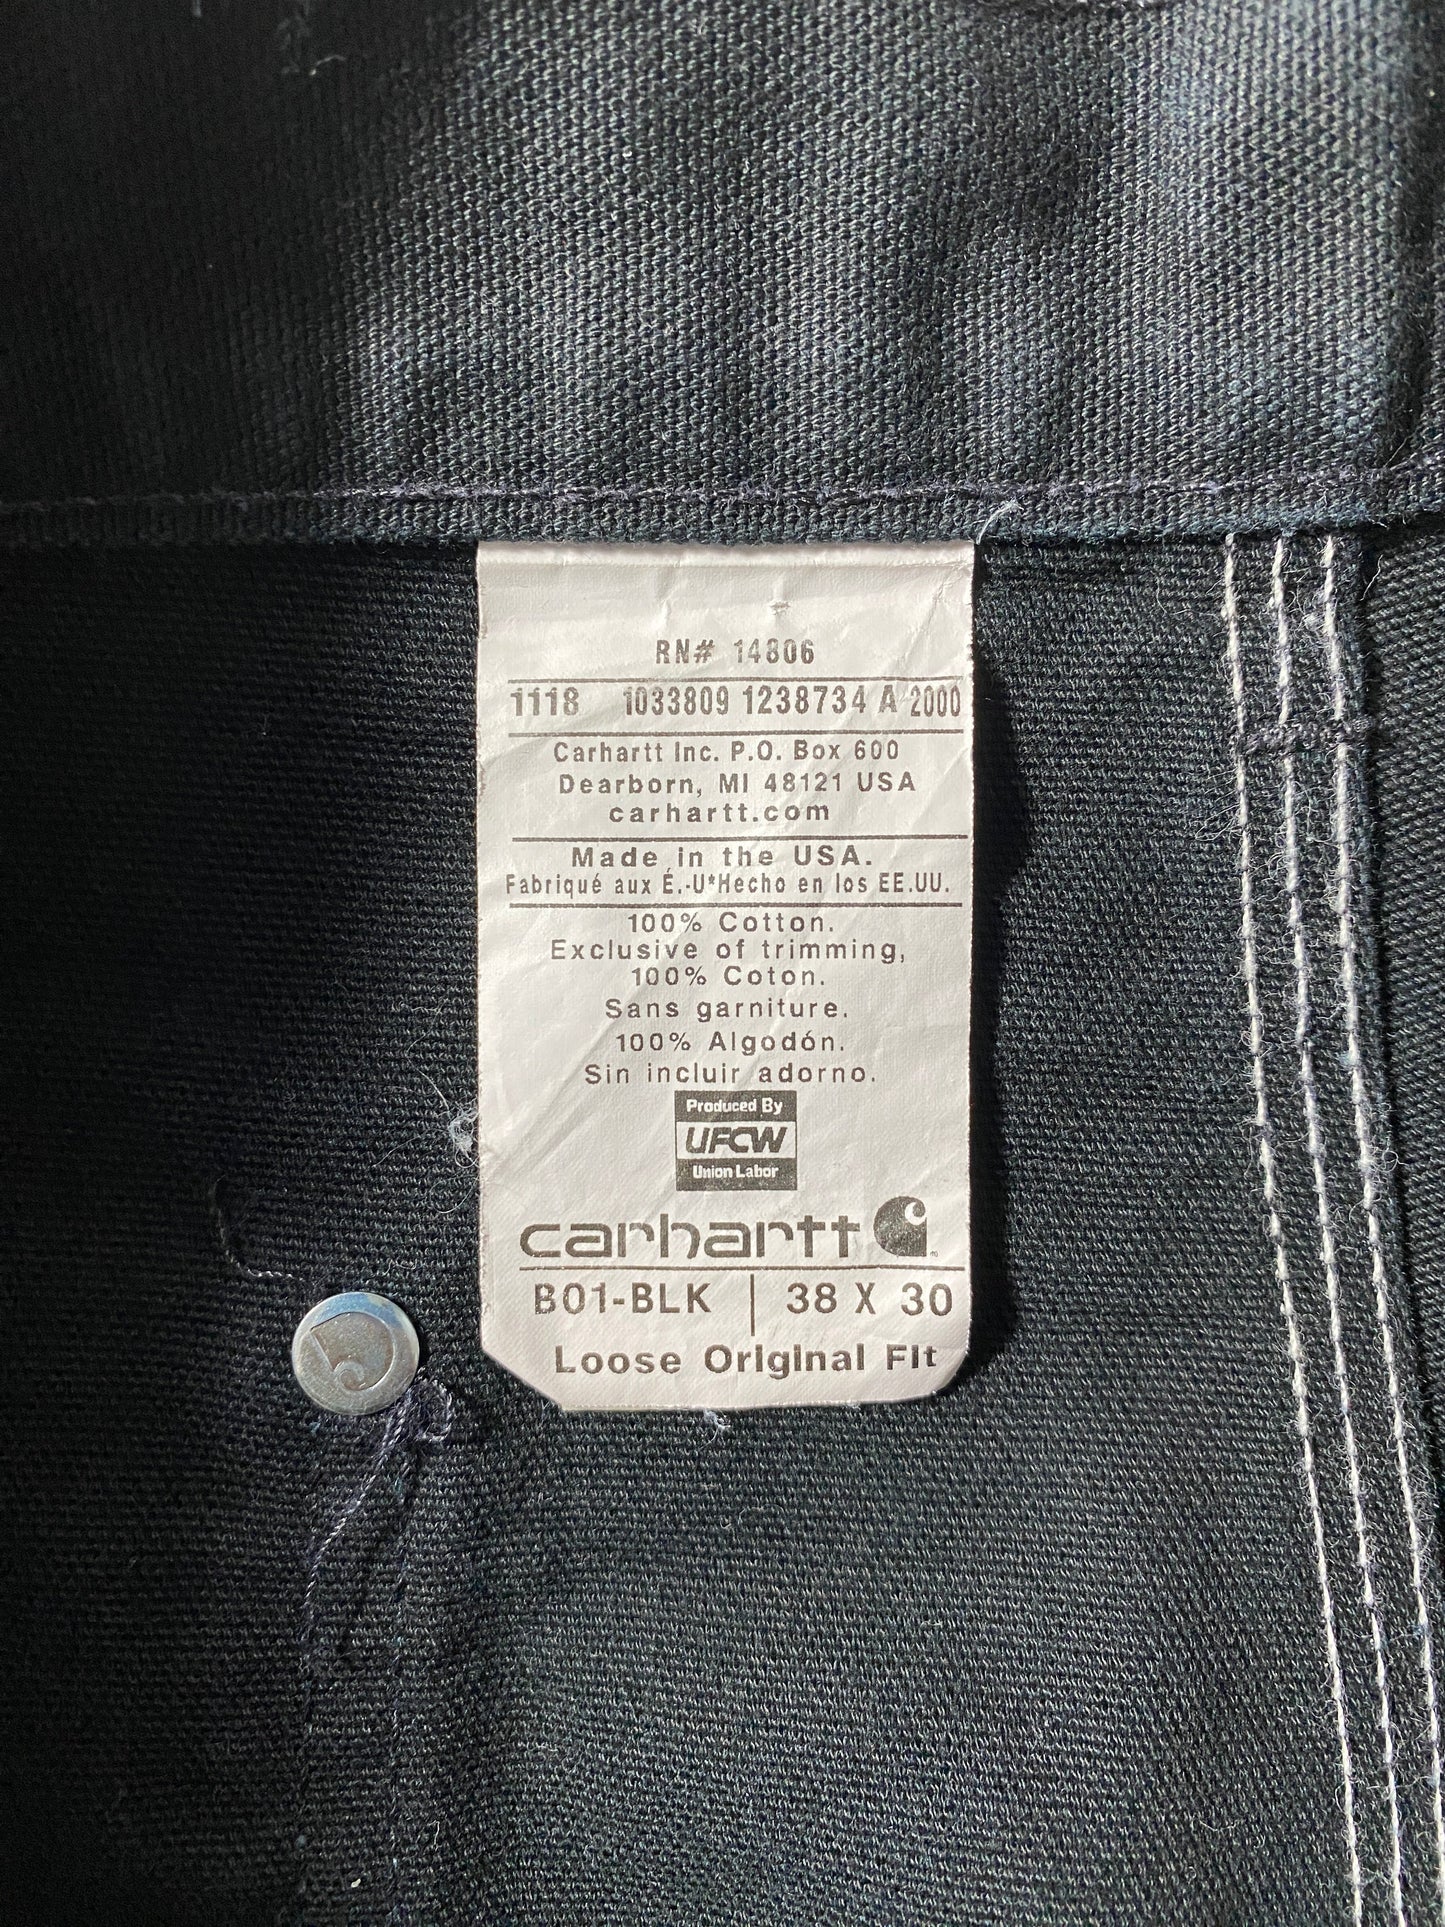 RN# 14806
1118 1033809 1238734 A 2000
Carhartt Inc. P.O. Box 600
Dearborn, MI 48121 USA
carhartt.com
Made in the USA.
Fabriqué aux É.-U*Hecho en los EE.UU.
100% Cotton.
Exclusive of trimming,
100% Coton.
Sans garniture.
100% Algodón.
Sin incluir adorno.
Produced By
UFCW
Union Labor
carhartt
B01-BLK | 38 X 30
Loose Original Fit